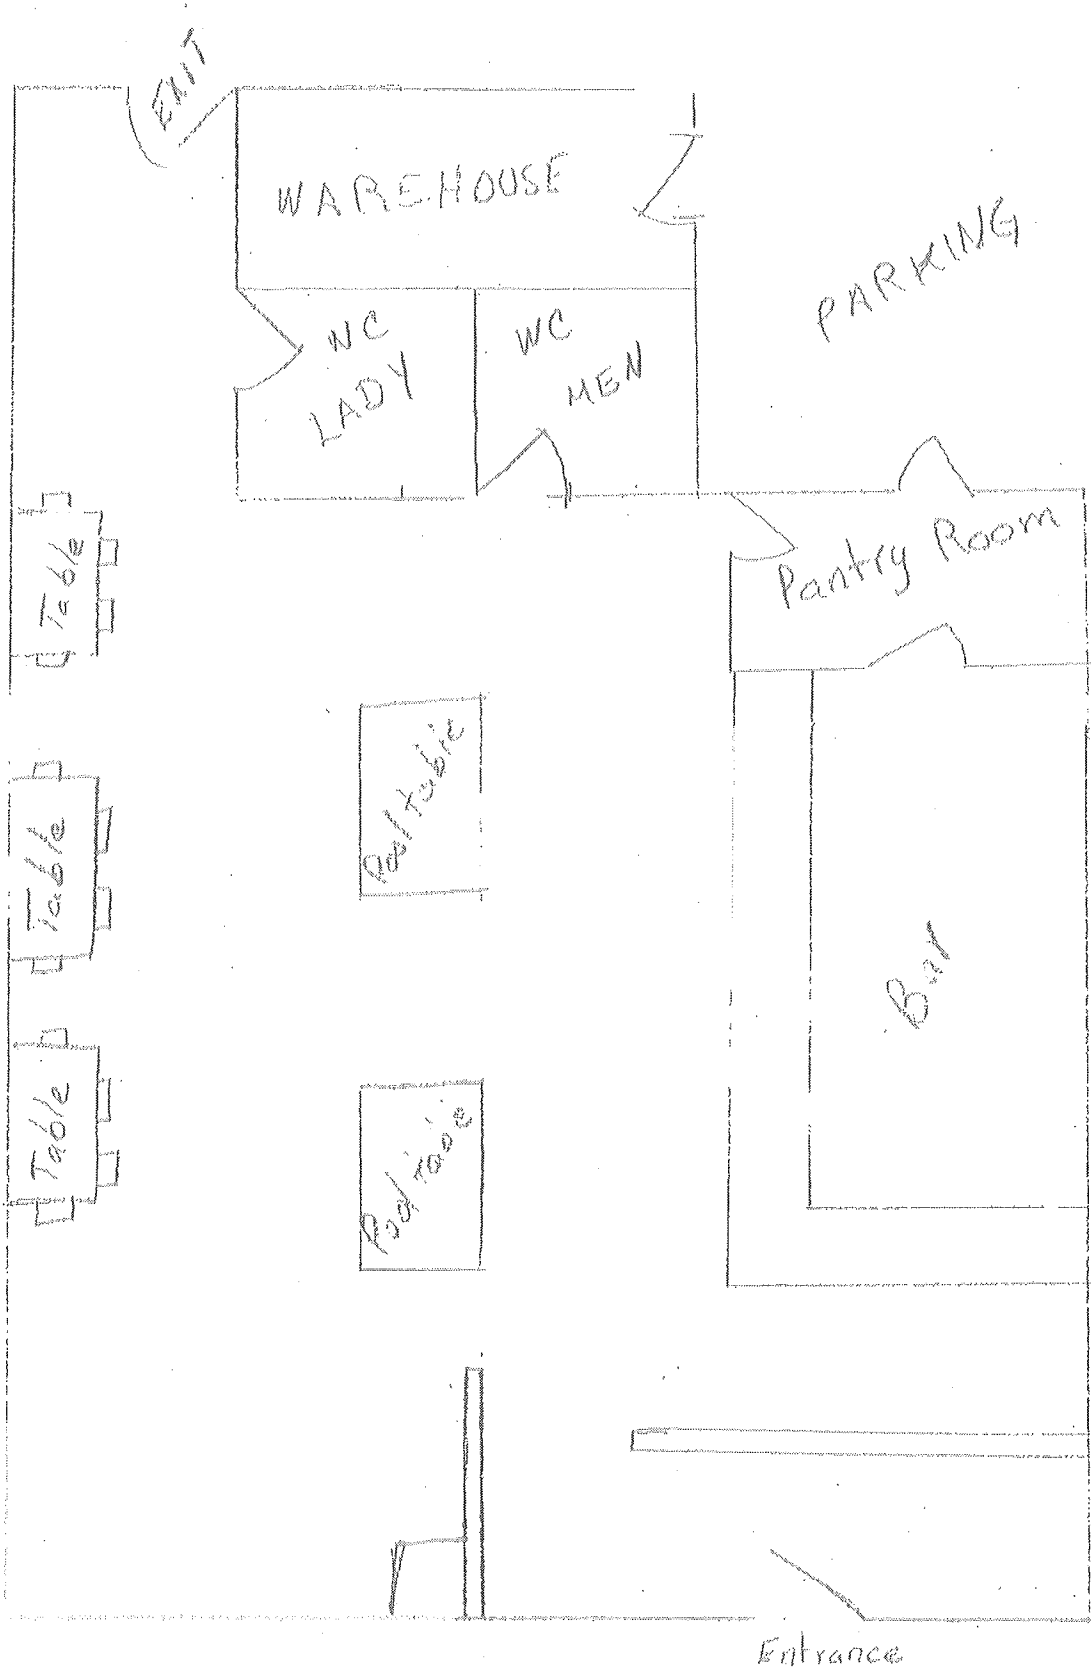 EXIT
WAREHOUSE
PARKING
WC
LADY
WC
MEN
Pantry Room
Table
Pool table
Table
Bar
Table
Pool Table
Entrance